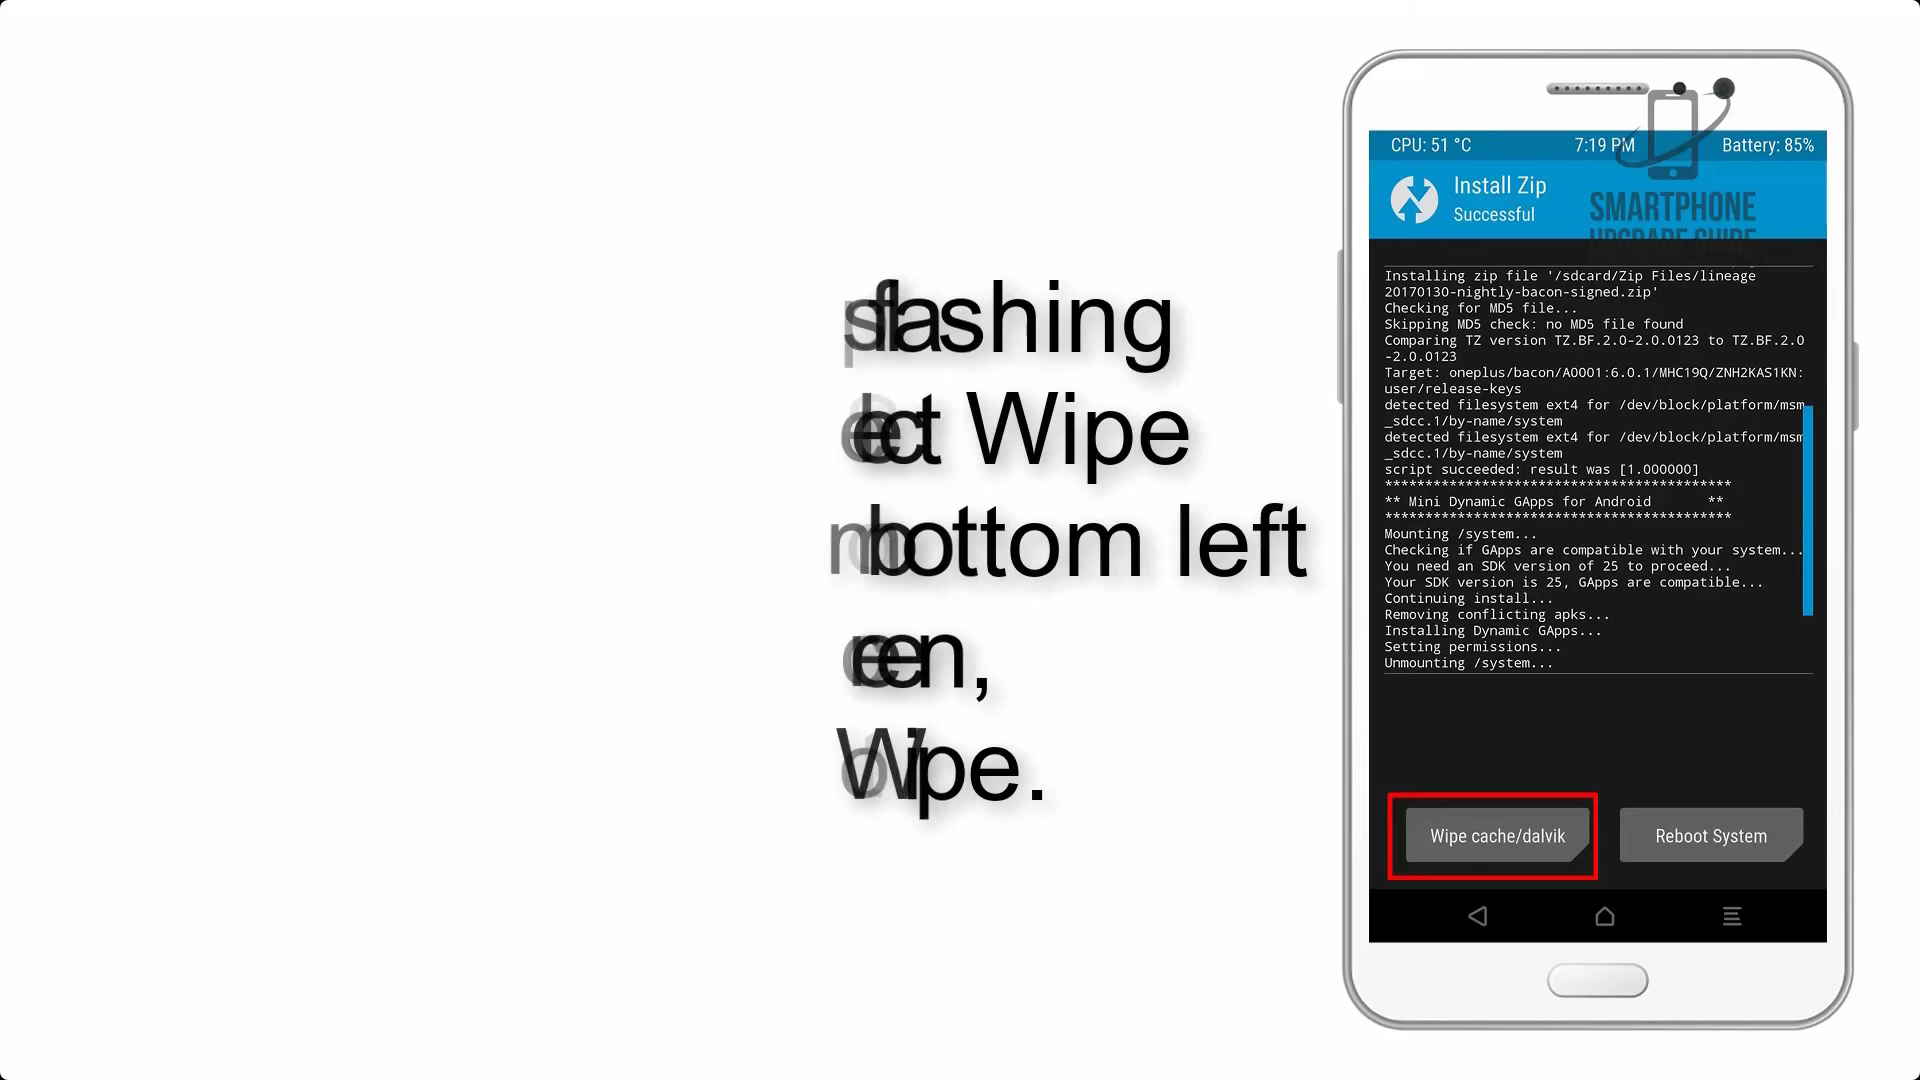 flashing
Wipe
bottom left
Wipe.
CPU: 51 °C 7:19 PM Battery: 85%
Install Zip
Successful
SMARTPHONE
UPGRADE GUIDE
Installing zip file '/sdcard/Zip Files/lineage
20170130-nightly-bacon-signed.zip'
Checking for MD5 file...
Skipping MD5 check: no MD5 file found
Comparing TZ version TZ.BF.2.0-2.0.0123 to TZ.BF.2.0
-2.0.0123
Target: oneplus/bacon/A0001:6.0.1/MHC19Q/ZNH2KAS1KN:
user/release-keys
detected filesystem ext4 for /dev/block/platform/msm
_sdcc.1/by-name/system
detected filesystem ext4 for /dev/block/platform/msm
_sdcc.1/by-name/system
script succeeded: result was [1.000000]
*******************************************
** Mini Dynamic GApps for Android **
*******************************************
Mounting /system...
Checking if GApps are compatible with your system...
You need an SDK version of 25 to proceed...
Your SDK version is 25, GApps are compatible...
Continuing install...
Removing conflicting apks...
Installing Dynamic GApps...
Setting permissions...
Unmounting /system...
Wipe cache/dalvik Reboot System